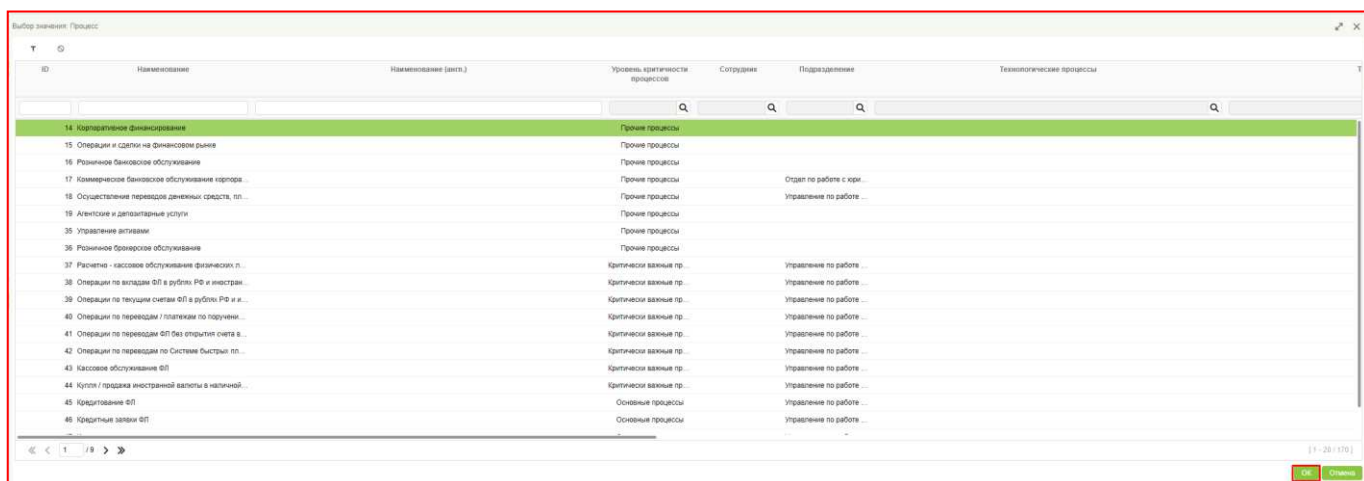 Выбор значения: Процесс
ID Наименование Наименование (англ.) Уровень критичности процессов Сотрудник Подразделение Технологические процессы Т
14 Корпоративное финансирование Прочие процессы
15 Операции и сделки на финансовом рынке Прочие процессы
16 Розничное банковское обслуживание Прочие процессы
17 Коммерческое банковское обслуживание корпора... Прочие процессы Отдел по работе с юри...
18 Осуществление переводов денежных средств, пл... Прочие процессы Управление по работе ...
19 Агентские и депозитарные услуги Прочие процессы
35 Управление активами Прочие процессы
36 Розничное брокерское обслуживание Прочие процессы
37 Расчетно - кассовое обслуживание физических л... Критически важные пр... Управление по работе ...
38 Операции по вкладам ФЛ в рублях РФ и иностран... Критически важные пр... Управление по работе ...
39 Операции по текущим счетам ФЛ в рублях РФ и и... Критически важные пр... Управление по работе ...
40 Операции по переводам / платежам по поручени... Критически важные пр... Управление по работе ...
41 Операции по переводам ФЛ без открытия счета в... Критически важные пр... Управление по работе ...
42 Операции по переводам по Системе быстрых пл... Критически важные пр... Управление по работе ...
43 Кассовое обслуживание ФЛ Критически важные пр... Управление по работе ...
44 Купля / продажа иностранной валюты в наличной... Критически важные пр... Управление по работе ...
45 Кредитование ФЛ Основные процессы Управление по работе ...
46 Кредитные заявки ФЛ Основные процессы Управление по работе ...
1 / 9 [1 - 20 / 170]
ОК Отмена